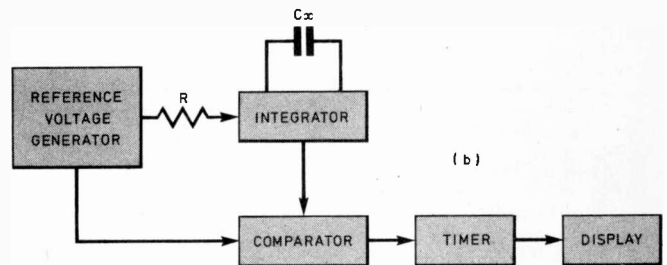 Cx
REFERENCE
VOLTAGE
GENERATOR
R
INTEGRATOR
(b)
COMPARATOR
TIMER
DISPLAY